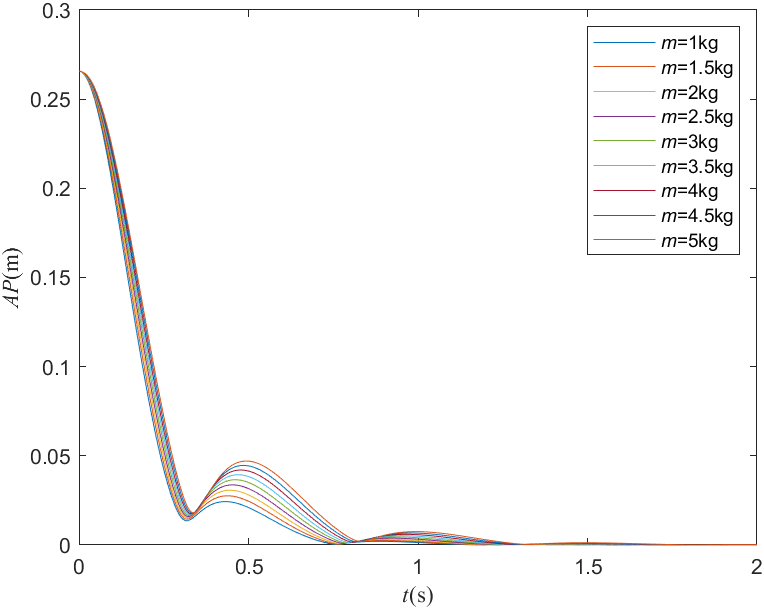 0.3
0.25
0.2
0.15
0.1
0.05
0
AP(m)
0
0.5
1
1.5
2
t(s)
m=1kg
m=1.5kg
m=2kg
m=2.5kg
m=3kg
m=3.5kg
m=4kg
m=4.5kg
m=5kg